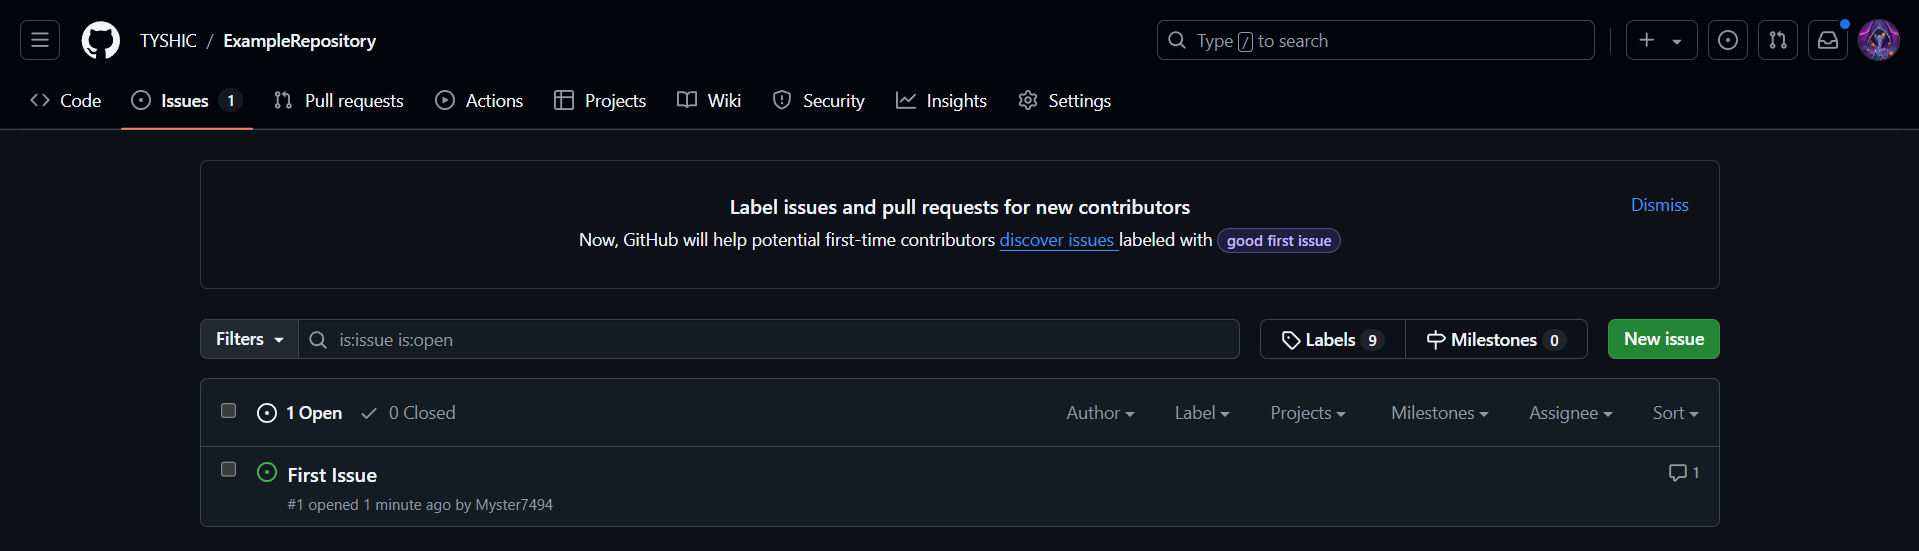 TYSHIC / ExampleRepository
Type / to search
Code Issues 1 Pull requests Actions Projects Wiki Security Insights Settings
Label issues and pull requests for new contributors
Dismiss
Now, GitHub will help potential first-time contributors discover issues labeled with good first issue
Filters is:issue is:open Labels 9 Milestones 0 New issue
1 Open 0 Closed Author Label Projects Milestones Assignee Sort
First Issue 1
#1 opened 1 minute ago by Myster7494